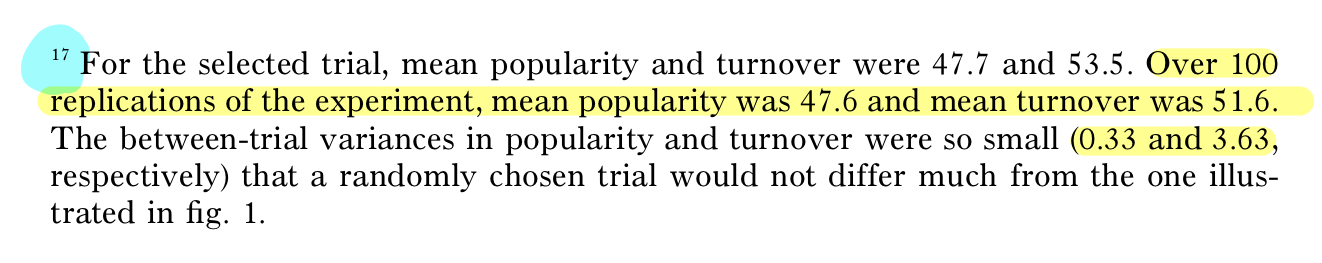 17 For the selected trial, mean popularity and turnover were 47.7 and 53.5. Over 100
replications of the experiment, mean popularity was 47.6 and mean turnover was 51.6.
The between-trial variances in popularity and turnover were so small (0.33 and 3.63,
respectively) that a randomly chosen trial would not differ much from the one illus-
trated in fig. 1.